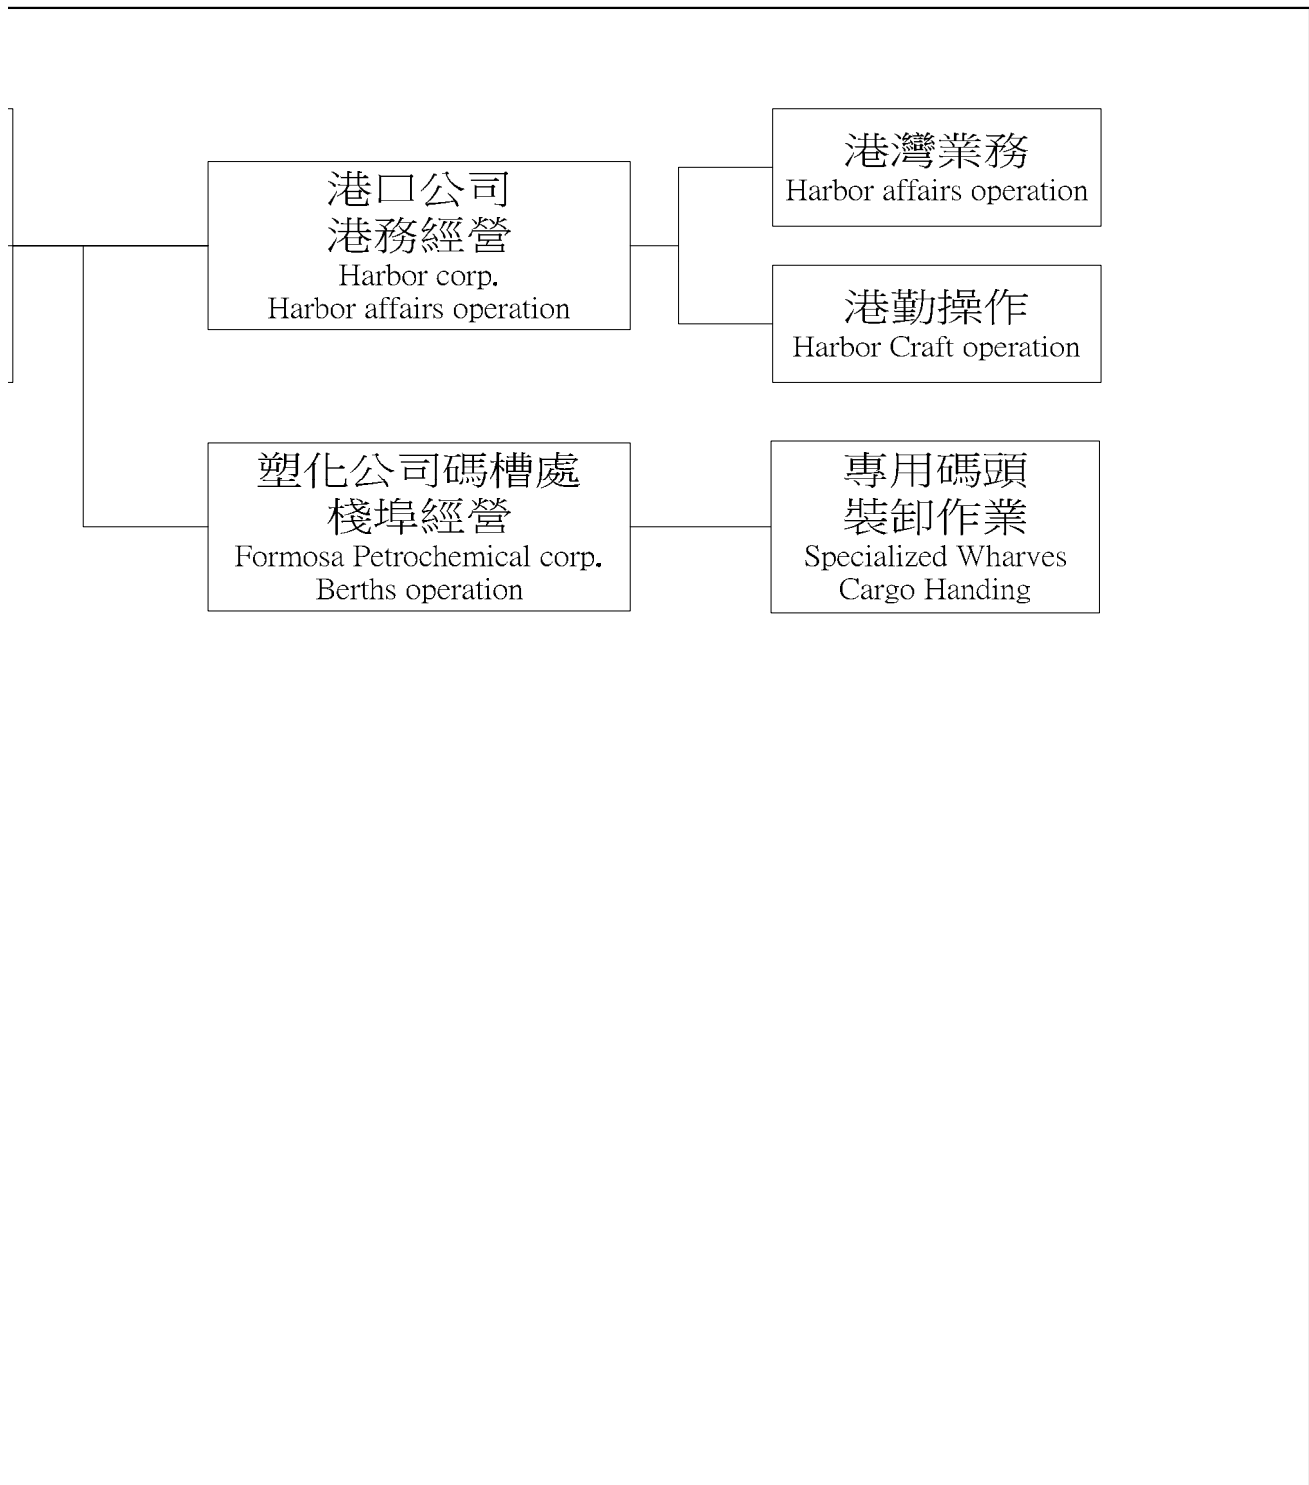 港灣業務
Harbor affairs operation
港口公司
港務經營
Harbor corp.
Harbor affairs operation
港勤操作
Harbor Craft operation
塑化公司碼槽處
棧埠經營
Formosa Petrochemical corp.
Berths operation
專用碼頭
裝卸作業
Specialized Wharves
Cargo Handing